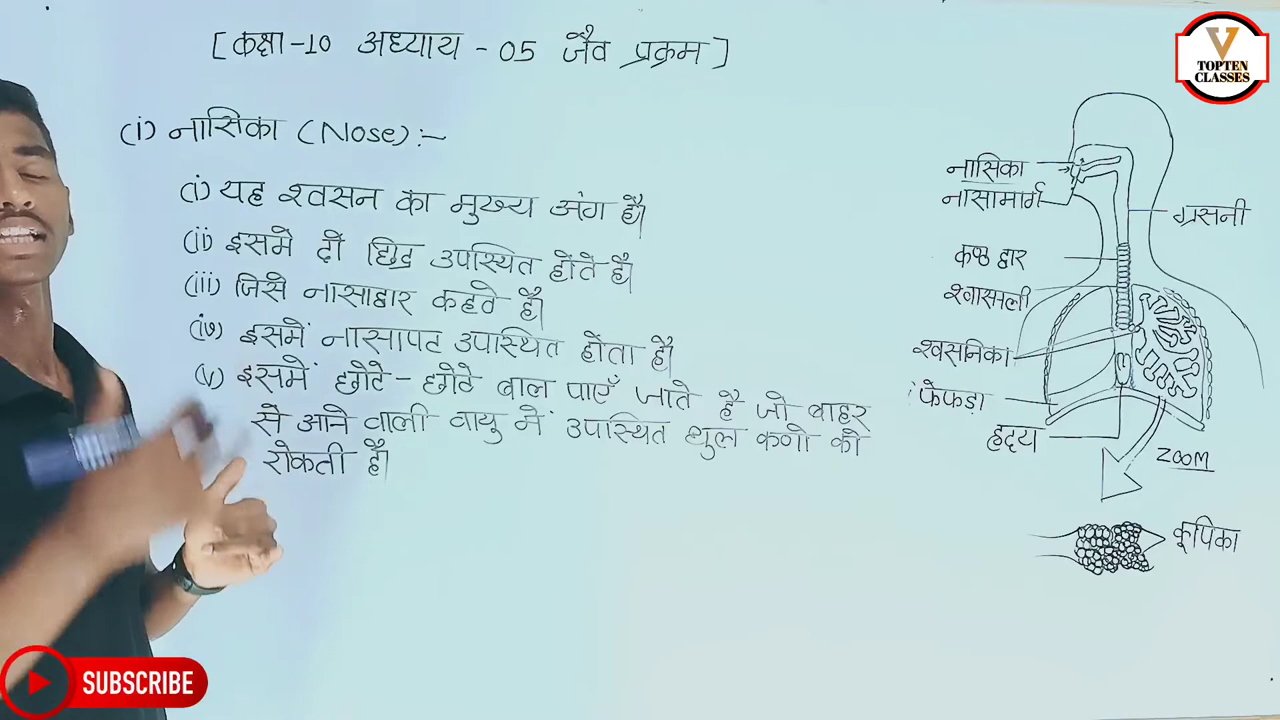 [कक्षा -10 अध्याय - 05 जैव प्रक्रम]
V
TOPTEN
CLASSES
(i) नासिका (Nose) :-
(i) यह श्वसन का मुख्य अंग है।
(ii) इसमे दो छिद्र उपस्थित होते है।
(iii) जिसे नासाद्वार कहते है।
(iv) इसमें नासापट उपस्थित होता है।
(v) इसमें छोटे - छोटे बाल पाएँ जाते है जो बाहर
से आने वाली वायु में उपस्थित धुल कणो को
रोकती है।
नासिका
नासामार्ग
ग्रसनी
कण्ठ द्वार
श्वासनली
श्वसनिका
फेफड़ा
हृदय
ZOOM
कूपिका
SUBSCRIBE